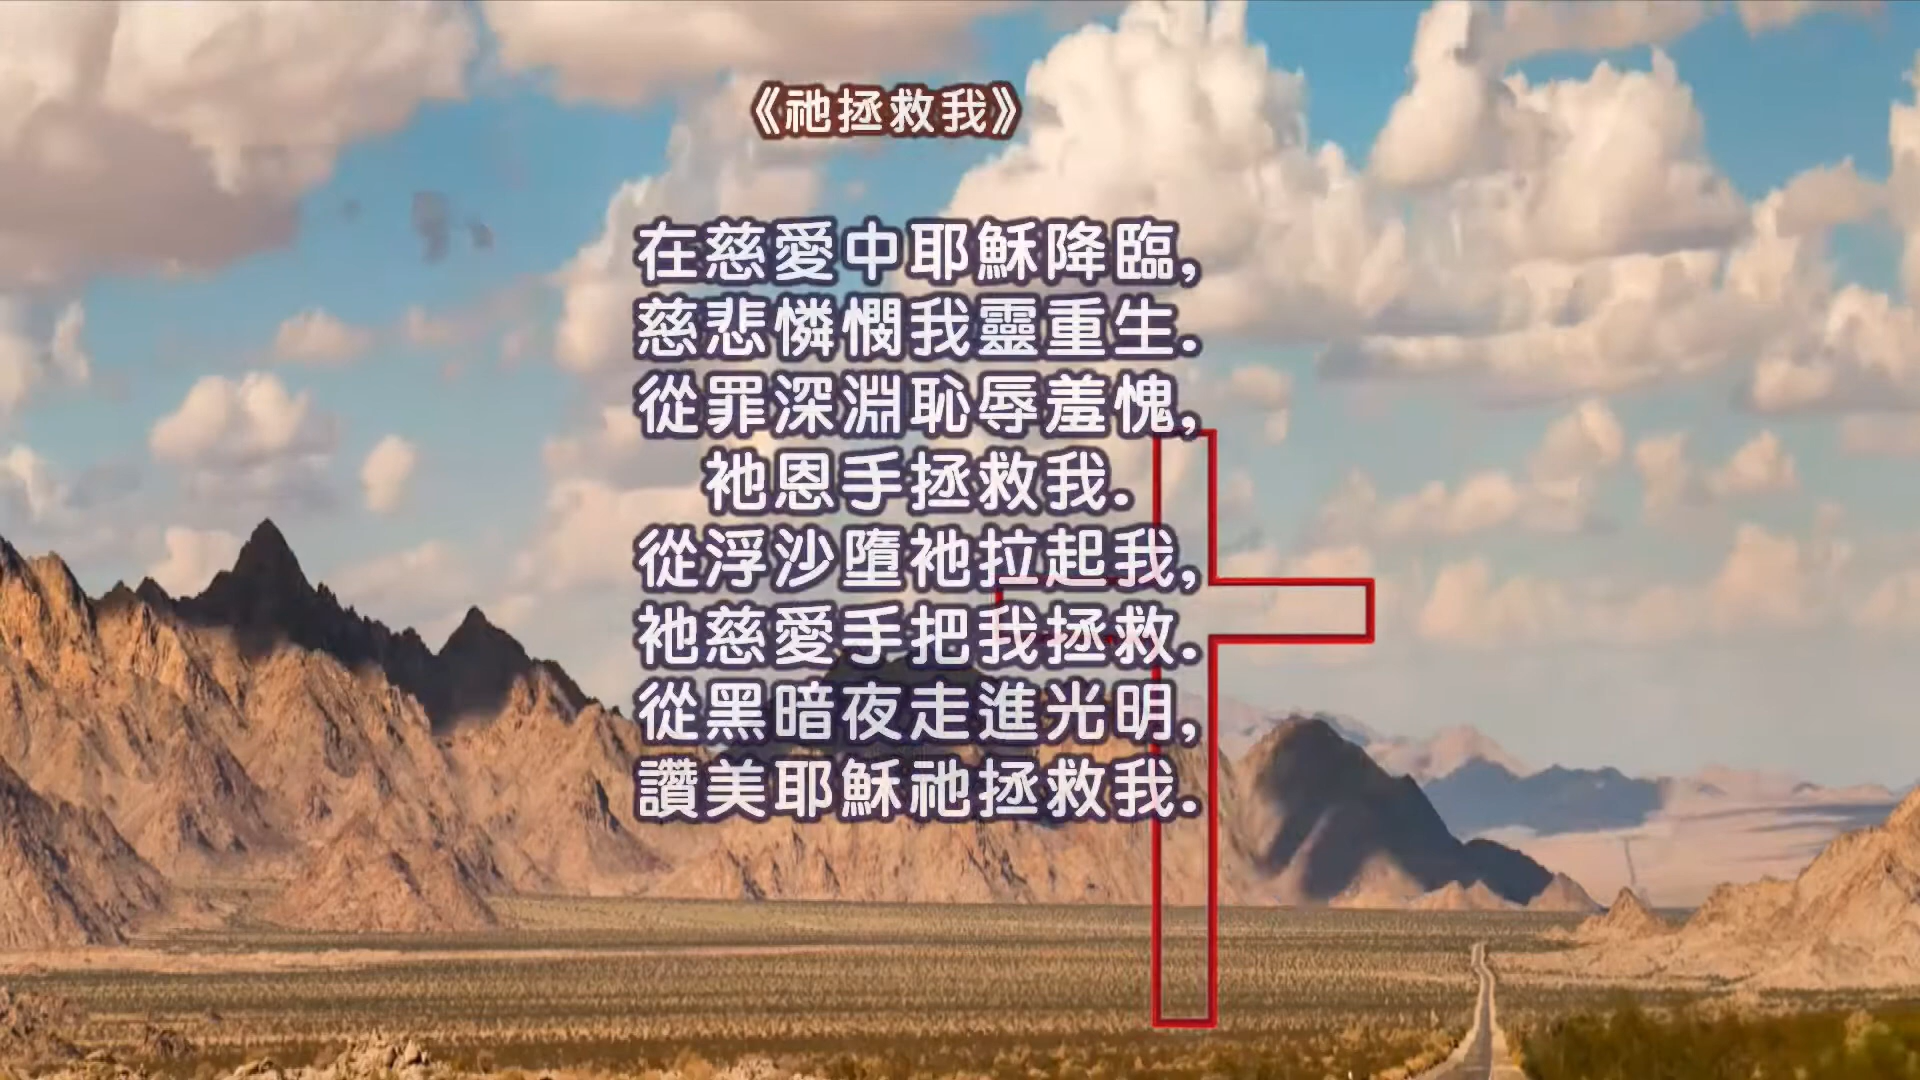 《祂拯救我》
在慈愛中耶穌降臨,
慈悲憐憫我靈重生.
從罪深淵恥辱羞愧,
祂恩手拯救我.
從浮沙墮祂拉起我,
祂慈愛手把我拯救.
從黑暗夜走進光明,
讚美耶穌祂拯救我.